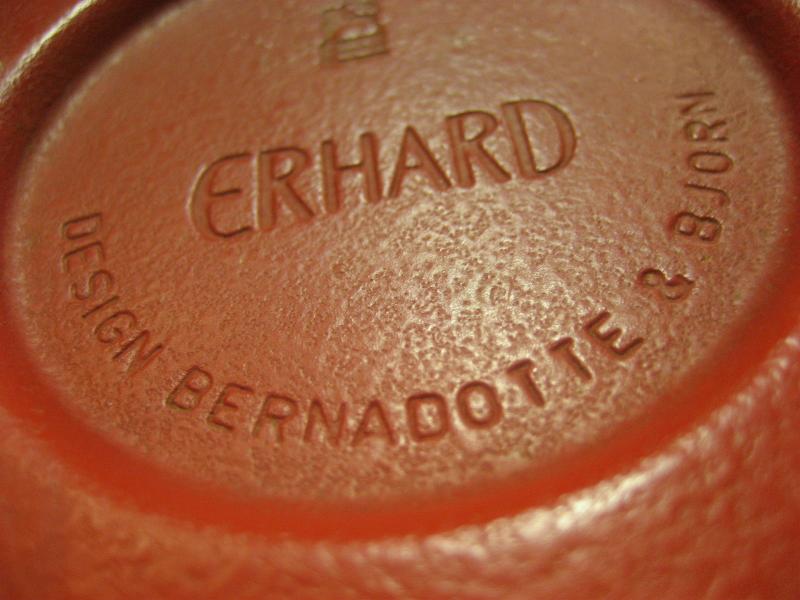 ERHARD
DESIGN BERNADOTTE & BJORN